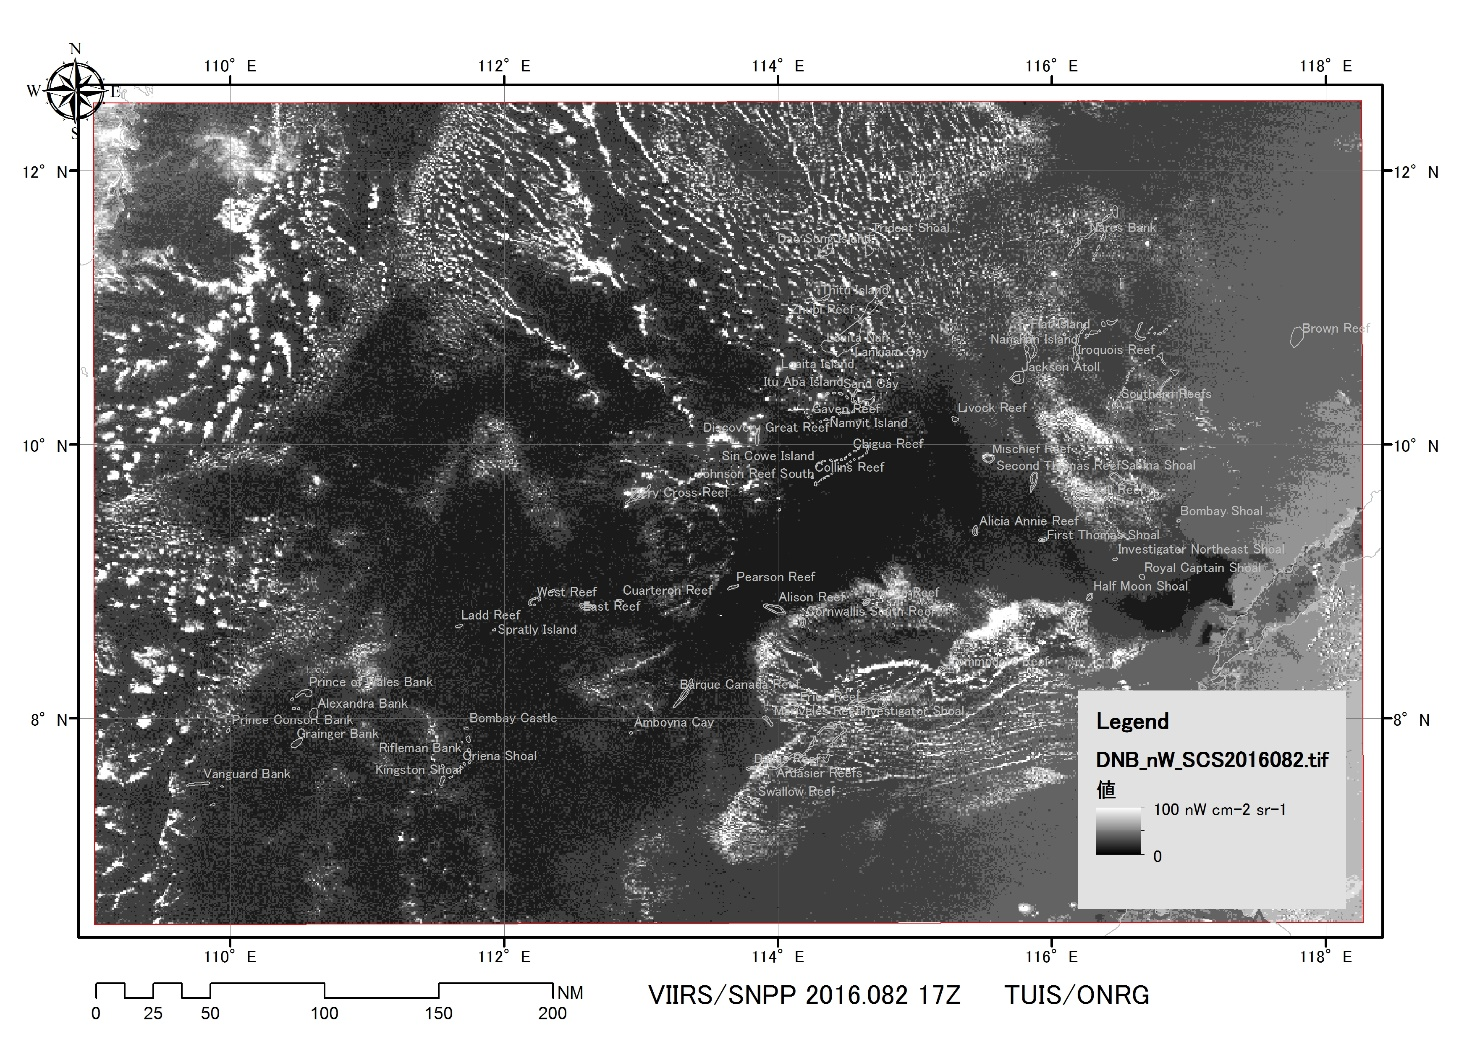 N
W
E
S
110° E
112° E
114° E
116° E
118° E
12° N
12° N
Trident Shoal
Nares Bank
Thitu Island
Brown Reef
Flat Island
Nanshan Island
Lankiam Cay
Iroquois Reef
Loaita Island
Jackson Atoll
Itu Aba Island
Sand Cay
Southern Reefs
Gaven Reef
Livock Reef
Namyit Island
Discovery Great Reef
10° N
Chigua Reef
10° N
Mischief Reef
Sin Cowe Island
Collins Reef
Second Thomas Reef
Sabina Shoal
Johnson Reef South
Fiery Cross Reef
Bombay Shoal
Alicia Annie Reef
First Thomas Shoal
Investigator Northeast Shoal
Royal Captain Shoal
Pearson Reef
Half Moon Shoal
West Reef
Cuarteron Reef
Alison Reef
East Reef
Cornwallis South Reef
Ladd Reef
Spratly Island
Commodore Reef
Prince of Wales Bank
Barque Canada Reef
Alexandra Bank
Mariveles Reef
Investigator Shoal
8° N
Prince Consort Bank
Bombay Castle
Amboyna Cay
8° N
Grainger Bank
Rifleman Bank
Oriena Shoal
Kingston Shoal
Vanguard Bank
Ardasier Reefs
Swallow Reef
Legend
DNB_nW_SCS2016082.tif
値
100 nW cm-2 sr-1
0
110° E
112° E
114° E
116° E
118° E
NM
0
25
50
100
150
200
VIIRS/SNPP 2016.082 17Z
TUIS/ONRG